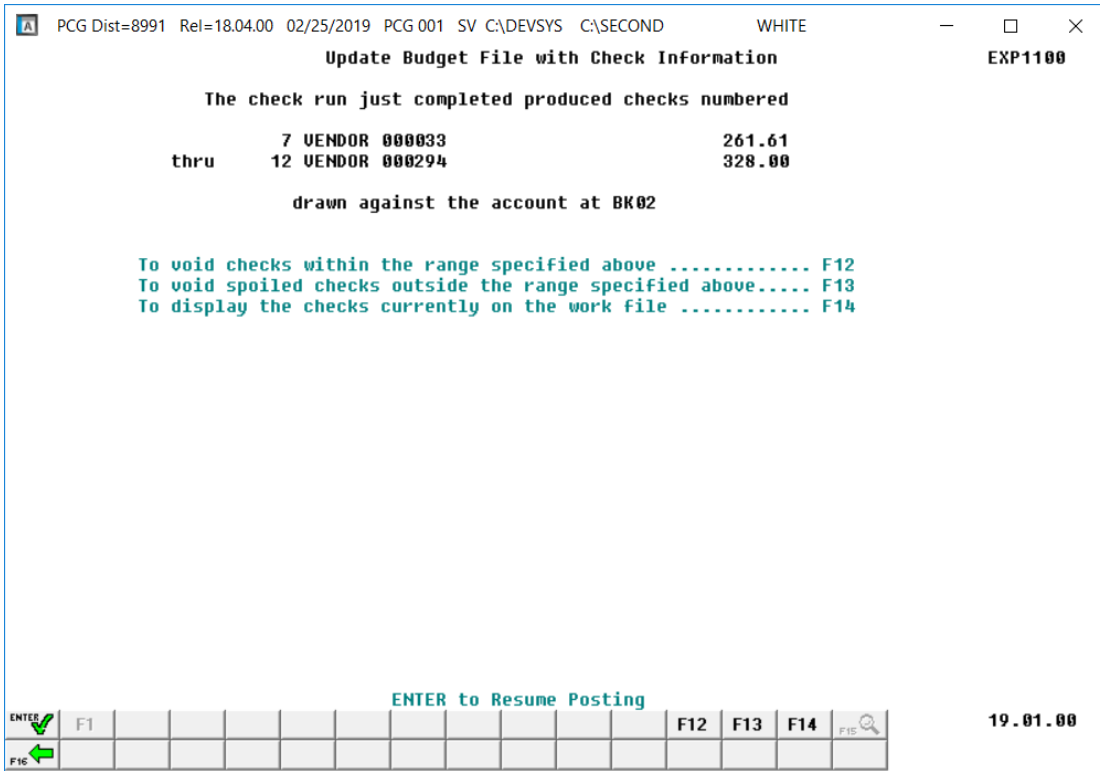 A PCG Dist=8991 Rel=18.04.00 02/25/2019 PCG 001 SV C:\DEVSYS C:\SECOND WHITE
Update Budget File with Check Information EXP1100
The check run just completed produced checks numbered
7 VENDOR 000033 261.61
thru 12 VENDOR 000294 328.00
drawn against the account at BK02
To void checks within the range specified above ............. F12
To void spoiled checks outside the range specified above..... F13
To display the checks currently on the work file ............ F14
ENTER to Resume Posting
ENTER F1 F12 F13 F14 F15 19.01.00
F16